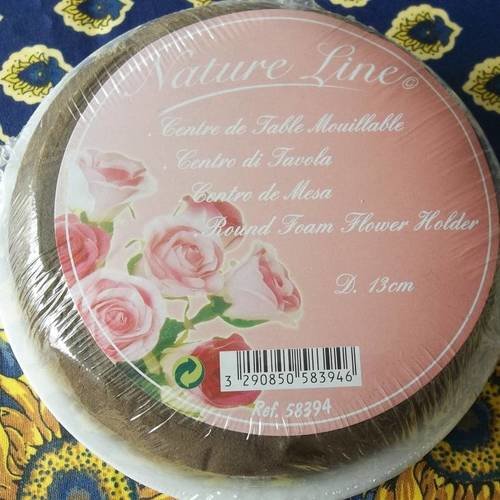 Nature Line©
Centre de Table Mouillable
Centro di Tavola
Centro de Mesa
Round Foam Flower Holder
D. 13cm
3 290850 583946
Ref. 58394